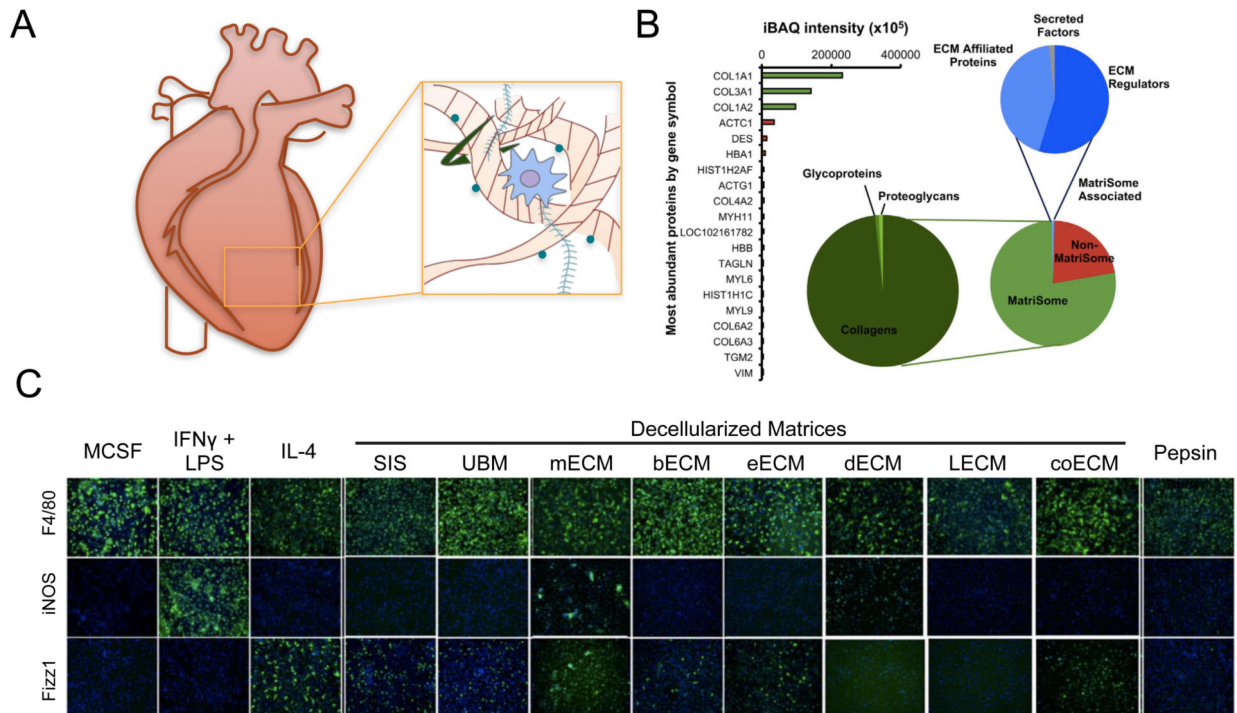 A
B
iBAQ intensity (x10⁵)
0
200000
400000
Most abundant proteins by gene symbol
COL1A1
COL3A1
COL1A2
ACTC1
DES
HBA1
HIST1H2AF
ACTG1
COL4A2
MYH11
LOC102161782
HBB
TAGLN
MYL6
HIST1H1C
MYL9
COL6A2
COL6A3
TGM2
VIM
Secreted
Factors
ECM Affiliated
Proteins
ECM
Regulators
MatriSome
Associated
Glycoproteins
Proteoglycans
Non-
MatriSome
MatriSome
Collagens
C
MCSF
IFNγ +
LPS
IL-4
Decellularized Matrices
SIS
UBM
mECM
bECM
eECM
dECM
LECM
coECM
Pepsin
F4/80
iNOS
Fizz1